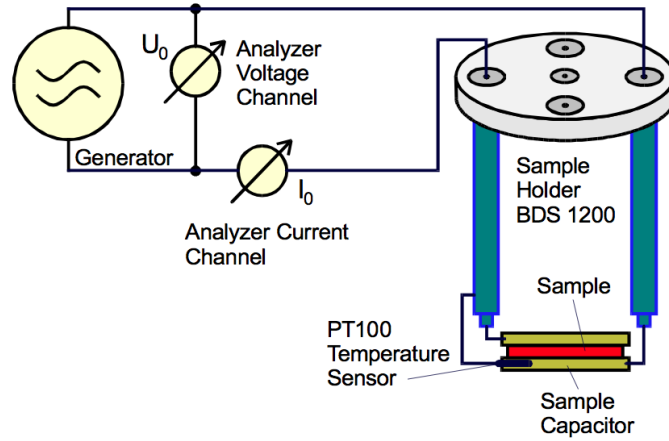 U0
Analyzer
Voltage
Channel
Generator
I0
Analyzer Current
Channel
Sample
Holder
BDS 1200
Sample
PT100
Temperature
Sensor
Sample
Capacitor